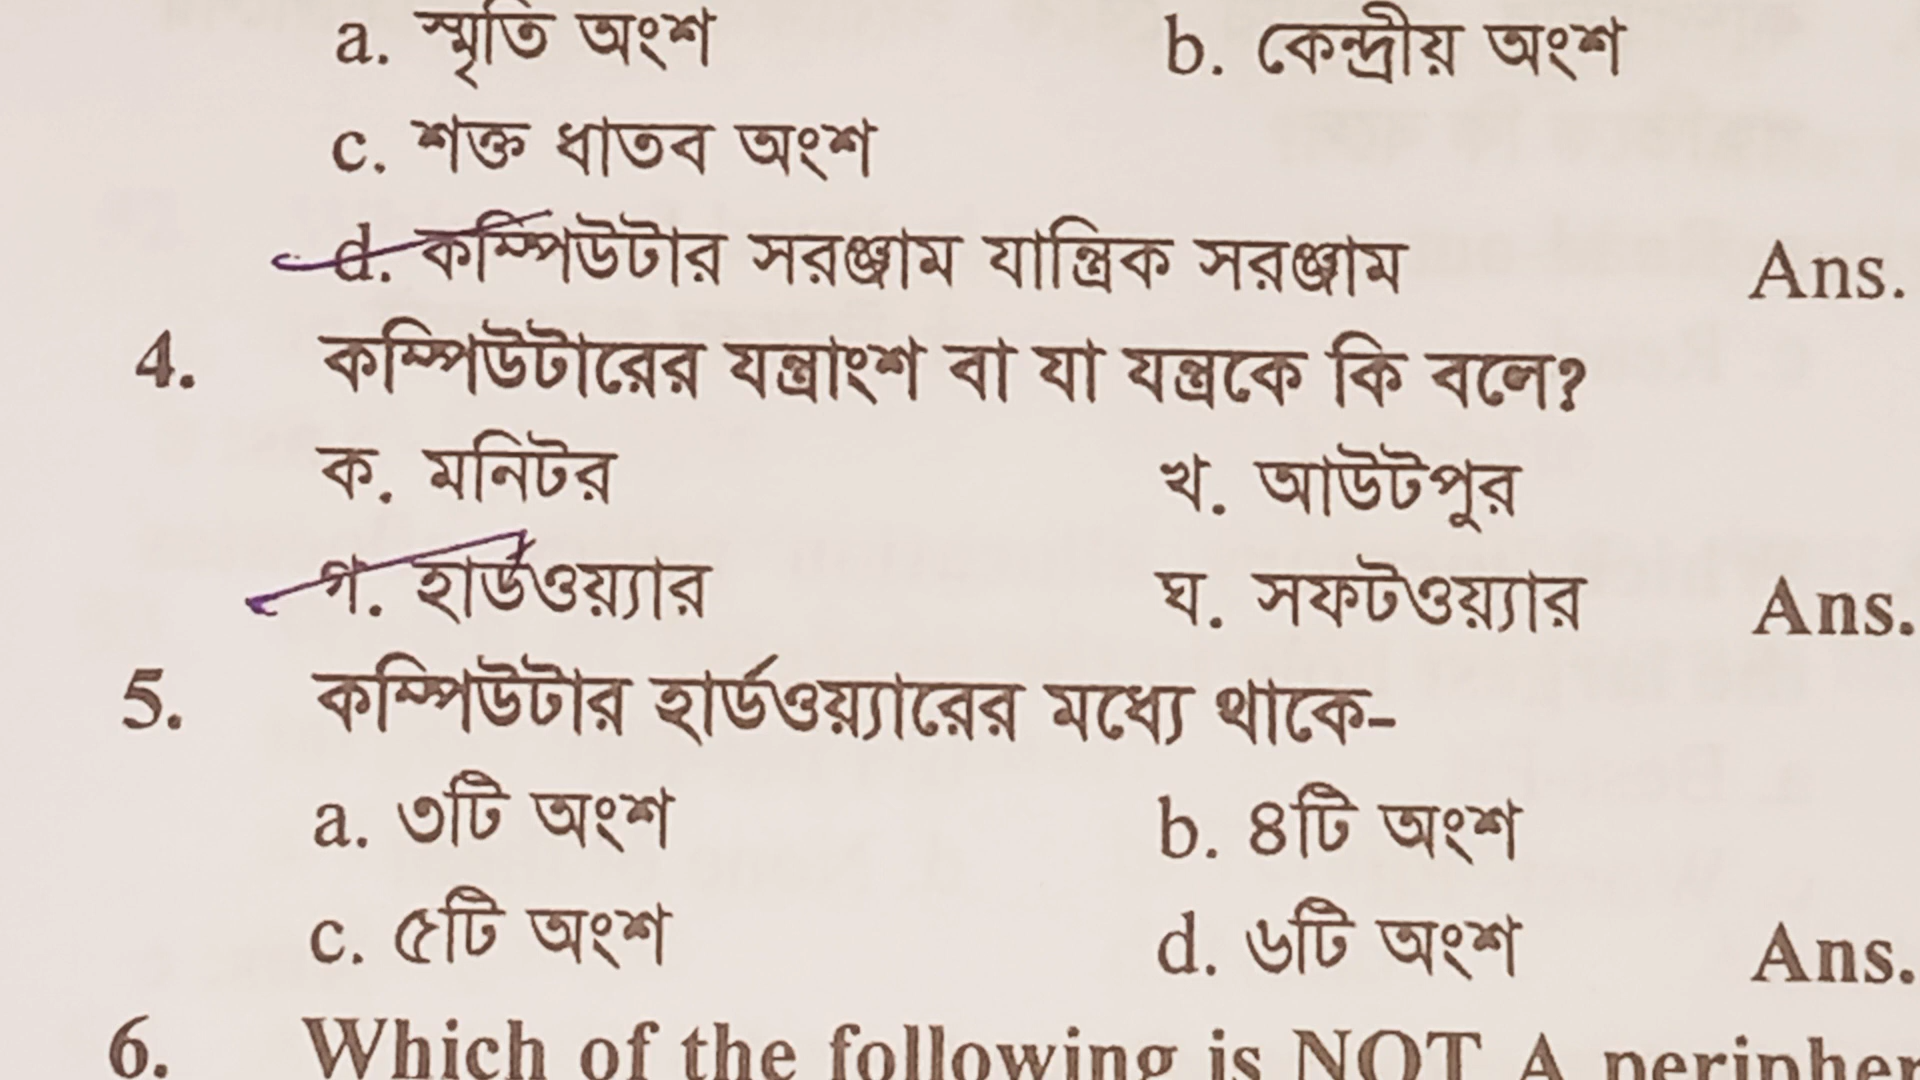 a. স্মৃতি অংশ b. কেন্দ্রীয় অংশ
c. শক্ত ধাতব অংশ
d. কম্পিউটার সরঞ্জাম যান্ত্রিক সরঞ্জাম Ans.
4. কম্পিউটারের যন্ত্রাংশ বা যা যন্ত্রকে কি বলে?
ক. মনিটর খ. আউটপুর
গ. হার্ডওয়্যার ঘ. সফটওয়্যার Ans.
5. কম্পিউটার হার্ডওয়্যারের মধ্যে থাকে-
a. ৩টি অংশ b. ৪টি অংশ
c. ৫টি অংশ d. ৬টি অংশ Ans.
6. Which of the following is NOT A peripher